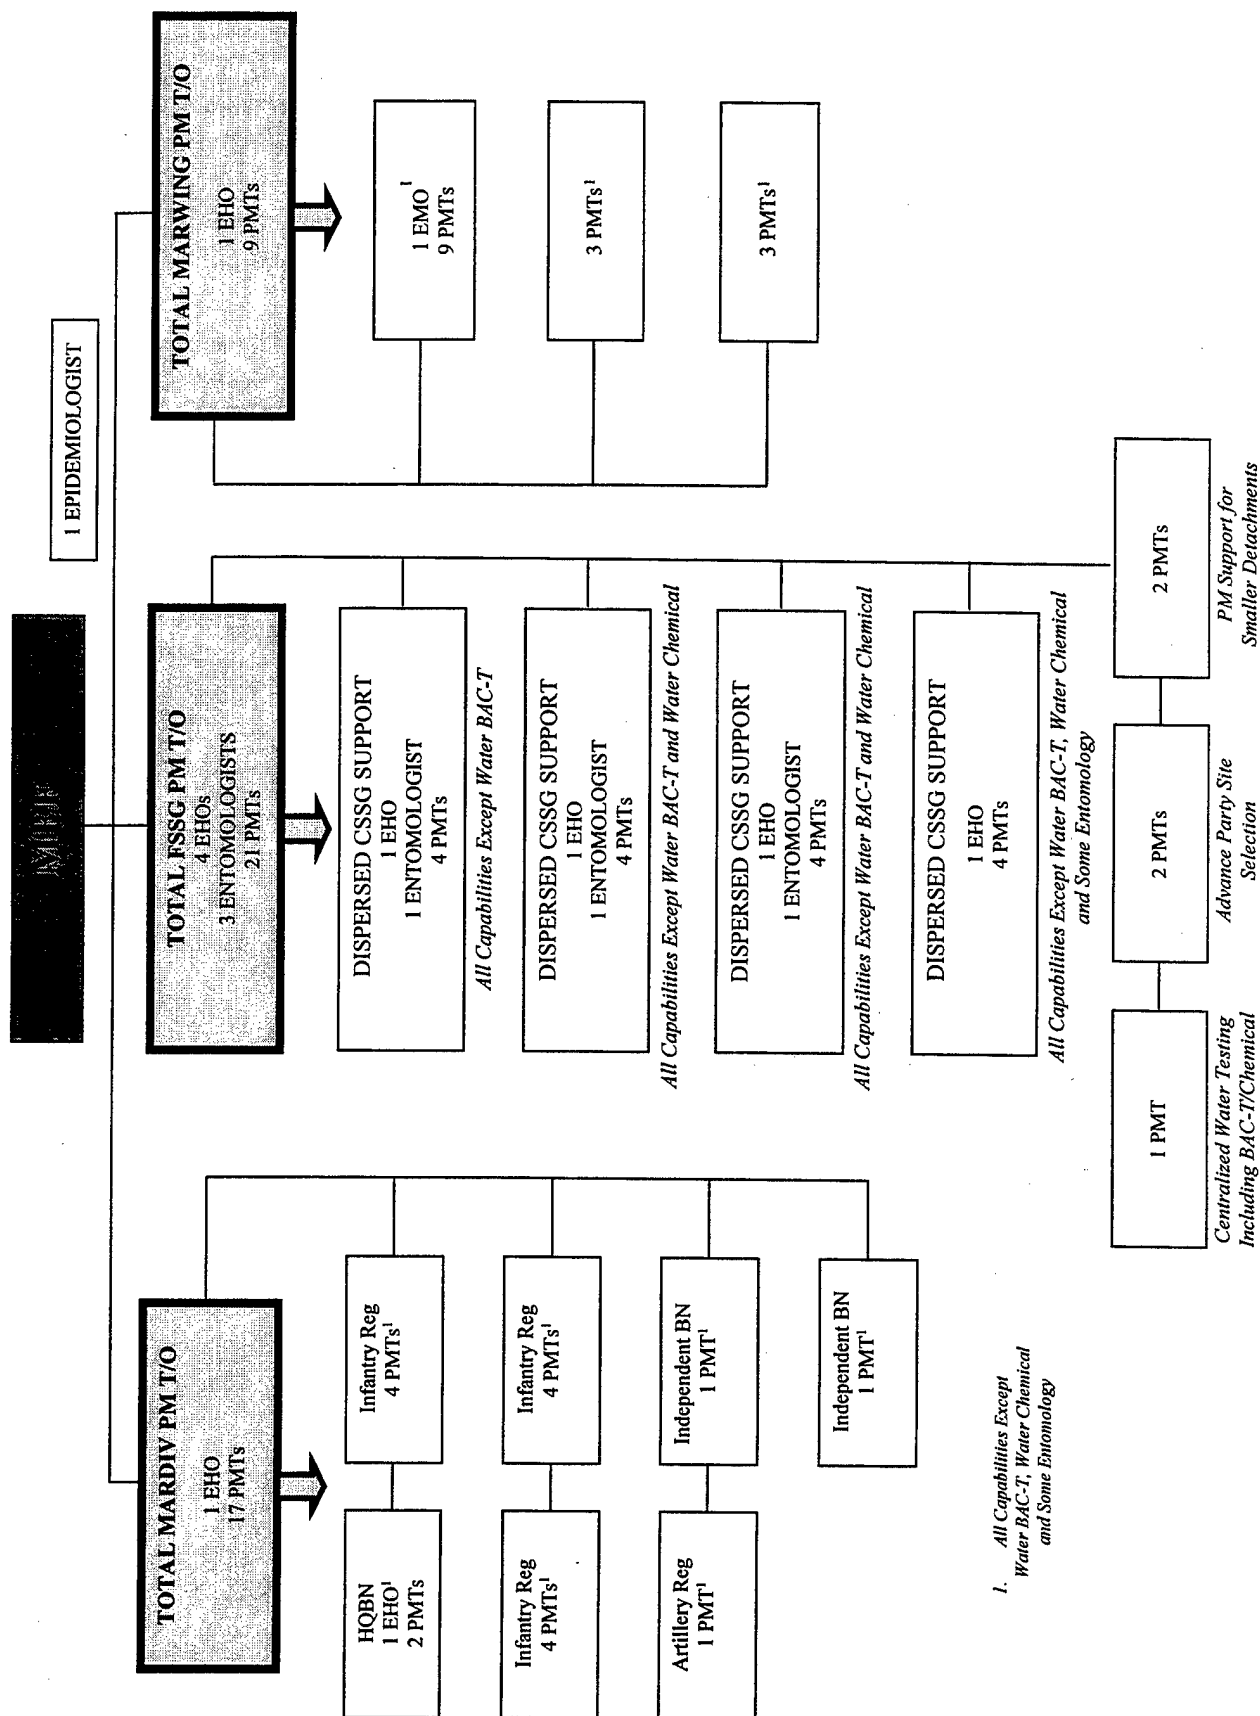 1 EPIDEMIOLOGIST
TOTAL MARDIV PM T/O
1 EHO
17 PMTs
HQBN
1 EHO¹
2 PMTs
Infantry Reg
4 PMTs¹
Infantry Reg
4 PMTs¹
Infantry Reg
4 PMTs¹
Artillery Reg
1 PMT¹
Independent BN
1 PMT¹
Independent BN
1 PMT¹
1. All Capabilities Except
Water BAC-T, Water Chemical
and Some Entomology
TOTAL FSSG PM T/O
4 EHOs
3 ENTOMOLOGISTS
21 PMTs
DISPERSED CSSG SUPPORT
1 EHO
1 ENTOMOLOGIST
4 PMTs
All Capabilities Except Water BAC-T
DISPERSED CSSG SUPPORT
1 EHO
1 ENTOMOLOGIST
4 PMTs
All Capabilities Except Water BAC-T and Water Chemical
DISPERSED CSSG SUPPORT
1 EHO
1 ENTOMOLOGIST
4 PMTs
All Capabilities Except Water BAC-T and Water Chemical
DISPERSED CSSG SUPPORT
1 EHO
4 PMTs
All Capabilities Except Water BAC-T, Water Chemical
and Some Entomology
1 PMT
Centralized Water Testing
Including BAC-T/Chemical
2 PMTs
Advance Party Site
Selection
2 PMTs
PM Support for
Smaller Detachments
TOTAL MARWING PM T/O
1 EHO
9 PMTs
1 EMO¹
9 PMTs
3 PMTs¹
3 PMTs¹